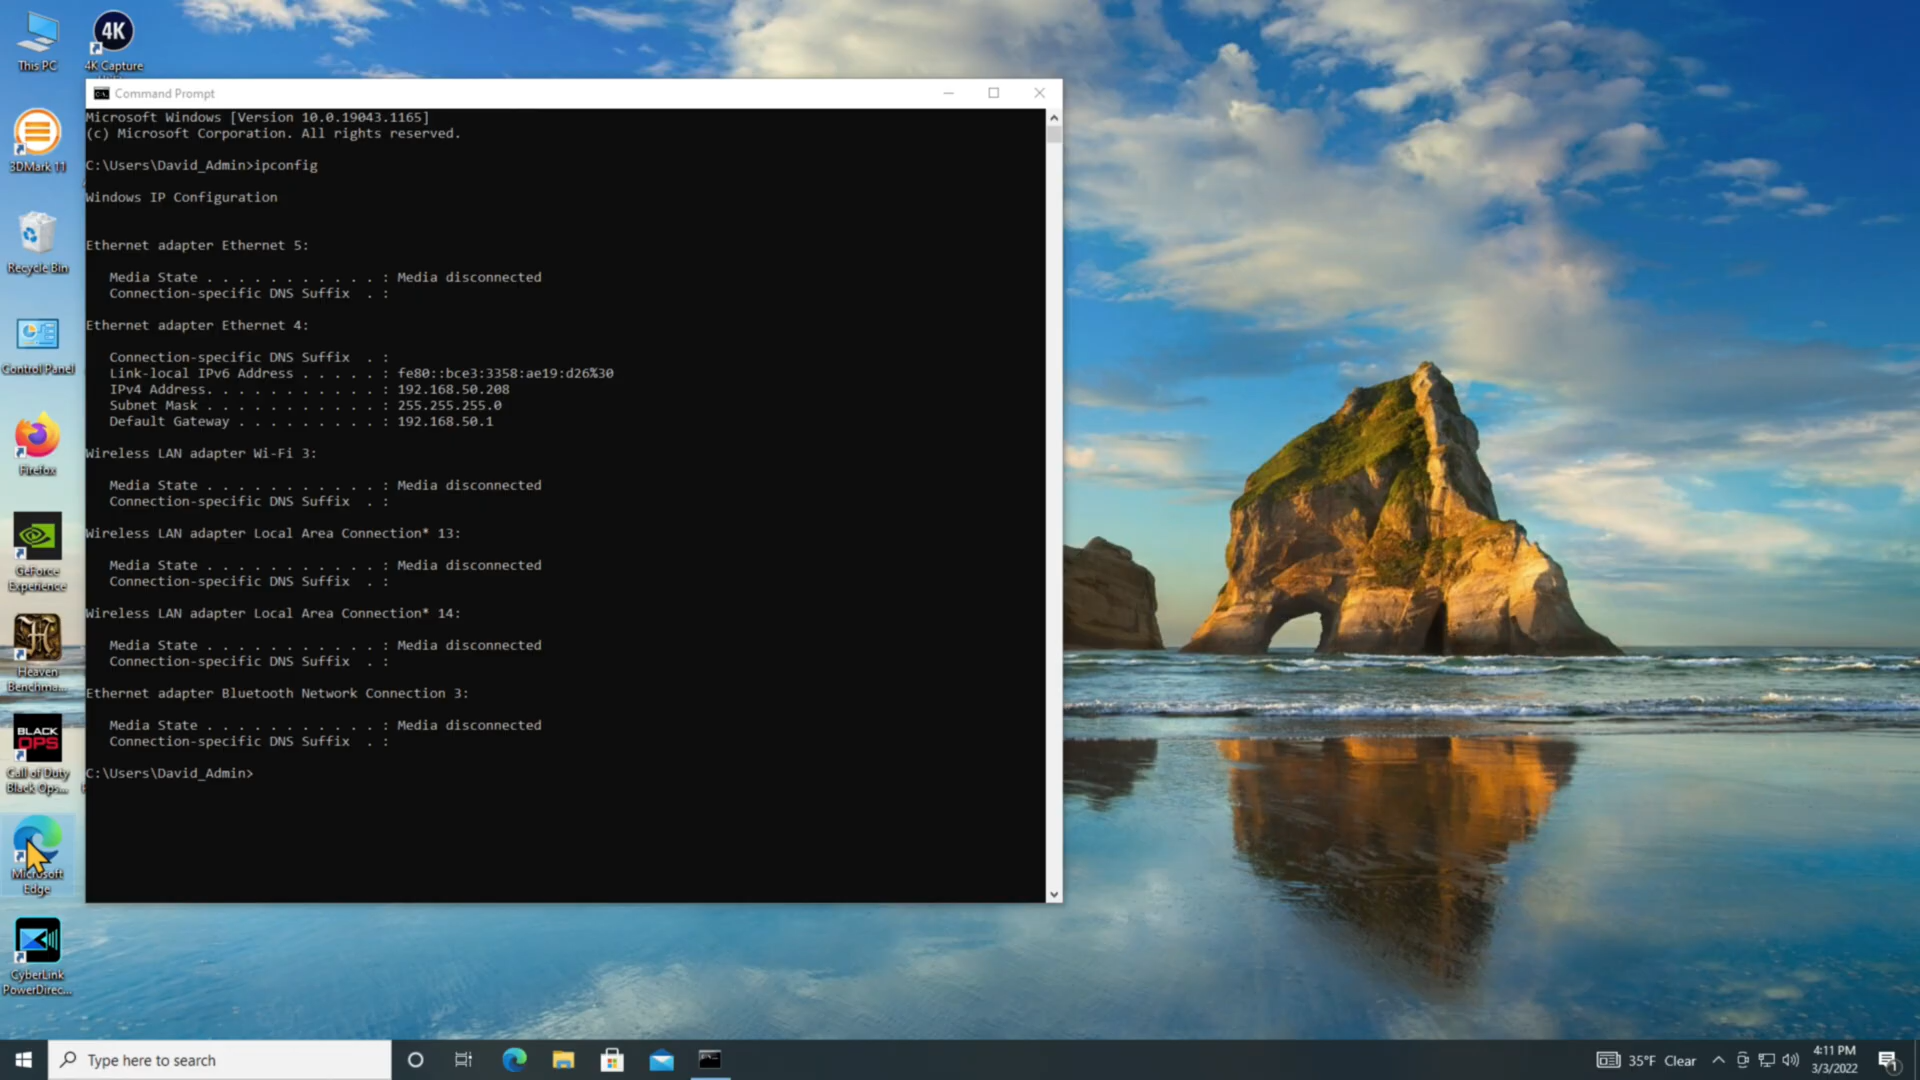 This PC
4K
4K Capture
3DMark 11
Recycle Bin
Control Panel
Firefox
GeForce
Experience
Heaven
Benchma...
BLACK
OPS
Call of Duty
Black Ops...
Microsoft
Edge
CyberLink
PowerDirec...
Command Prompt
Microsoft Windows [Version 10.0.19043.1165]
(c) Microsoft Corporation. All rights reserved.
C:\Users\David_Admin>ipconfig
Windows IP Configuration
Ethernet adapter Ethernet 5:
Media State . . . . . . . . . . . : Media disconnected
Connection-specific DNS Suffix  . :
Ethernet adapter Ethernet 4:
Connection-specific DNS Suffix  . :
Link-local IPv6 Address . . . . . : fe80::bce3:3358:ae19:d26%30
IPv4 Address. . . . . . . . . . . : 192.168.50.208
Subnet Mask . . . . . . . . . . . : 255.255.255.0
Default Gateway . . . . . . . . . : 192.168.50.1
Wireless LAN adapter Wi-Fi 3:
Media State . . . . . . . . . . . : Media disconnected
Connection-specific DNS Suffix  . :
Wireless LAN adapter Local Area Connection* 13:
Media State . . . . . . . . . . . : Media disconnected
Connection-specific DNS Suffix  . :
Wireless LAN adapter Local Area Connection* 14:
Media State . . . . . . . . . . . : Media disconnected
Connection-specific DNS Suffix  . :
Ethernet adapter Bluetooth Network Connection 3:
Media State . . . . . . . . . . . : Media disconnected
Connection-specific DNS Suffix  . :
C:\Users\David_Admin>
Type here to search
35°F Clear
4:11 PM
3/3/2022
1